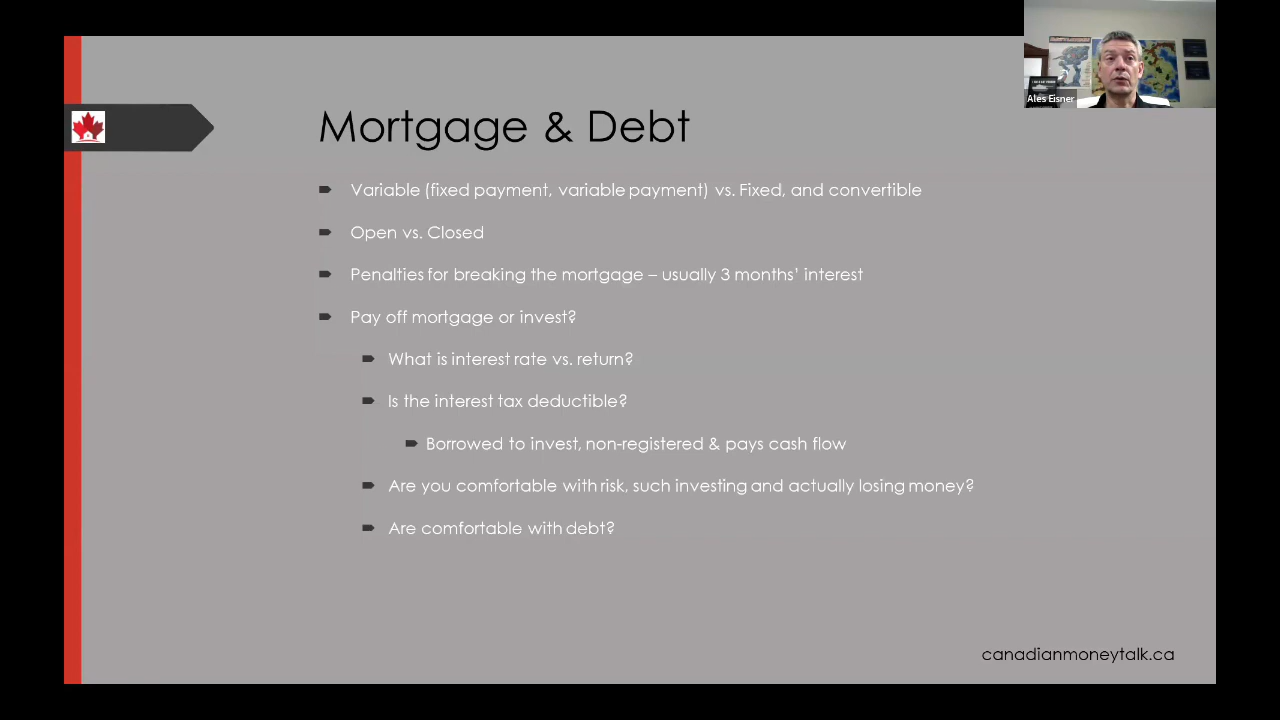 Ales Eisner
Mortgage & Debt
Variable (fixed payment, variable payment) vs. Fixed, and convertible
Open vs. Closed
Penalties for breaking the mortgage – usually 3 months' interest
Pay off mortgage or invest?
What is interest rate vs. return?
Is the interest tax deductible?
Borrowed to invest, non-registered & pays cash flow
Are you comfortable with risk, such investing and actually losing money?
Are comfortable with debt?
canadianmoneytalk.ca